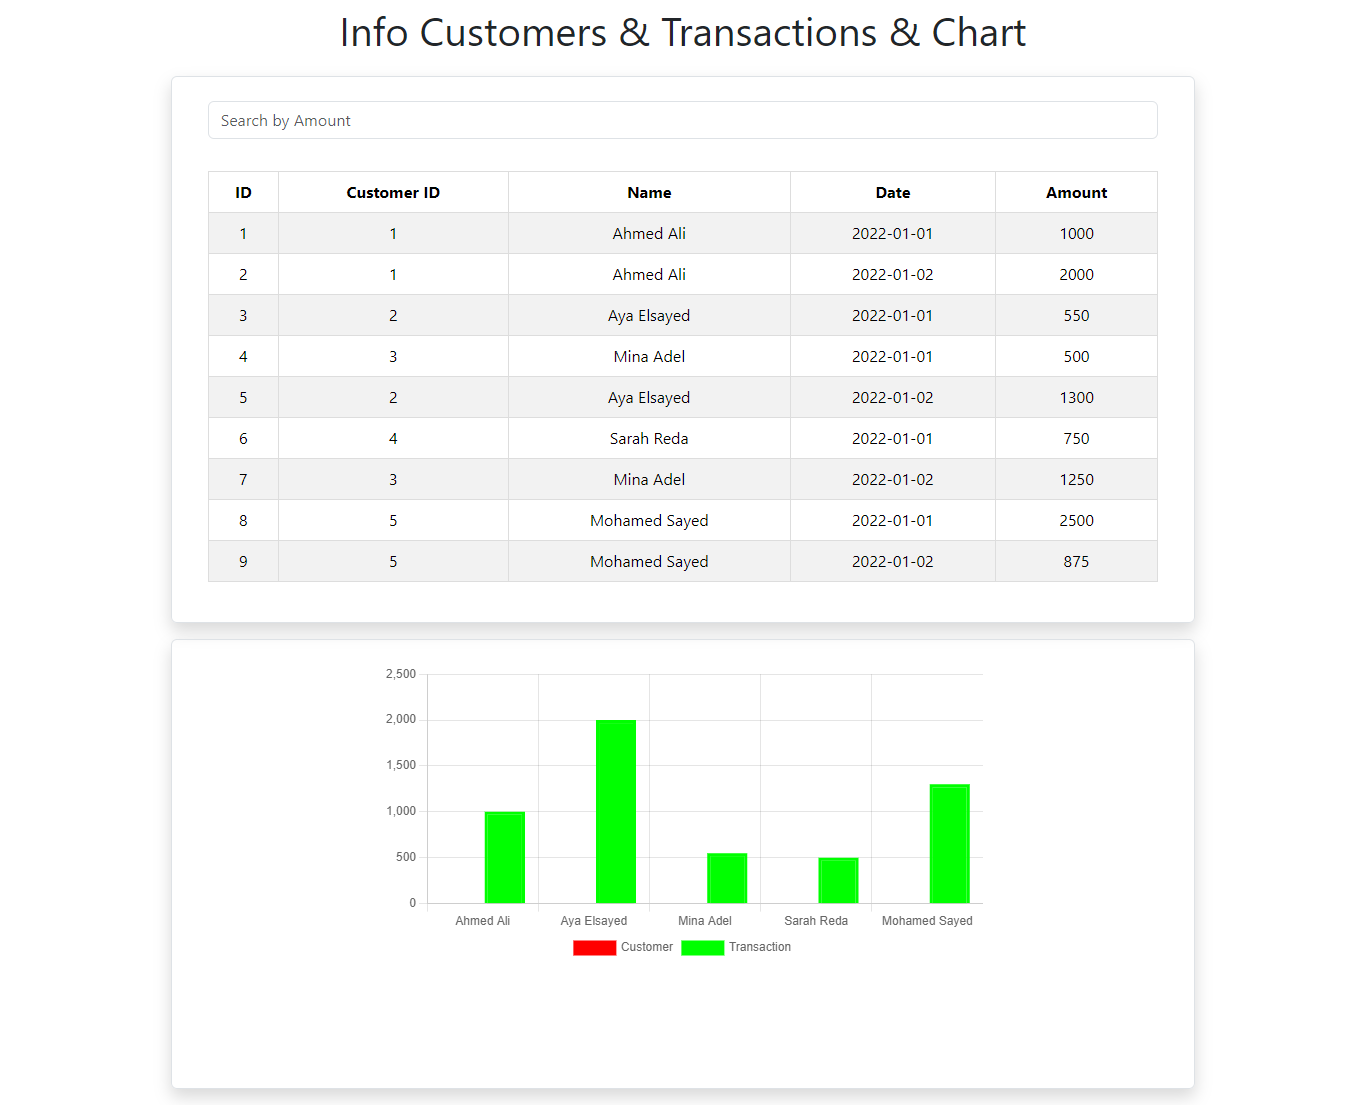 Info Customers & Transactions & Chart
Search by Amount
ID Customer ID Name Date Amount
1 1 Ahmed Ali 2022-01-01 1000
2 1 Ahmed Ali 2022-01-02 2000
3 2 Aya Elsayed 2022-01-01 550
4 3 Mina Adel 2022-01-01 500
5 2 Aya Elsayed 2022-01-02 1300
6 4 Sarah Reda 2022-01-01 750
7 3 Mina Adel 2022-01-02 1250
8 5 Mohamed Sayed 2022-01-01 2500
9 5 Mohamed Sayed 2022-01-02 875
2,500
2,000
1,500
1,000
500
0
Ahmed Ali Aya Elsayed Mina Adel Sarah Reda Mohamed Sayed
Customer Transaction